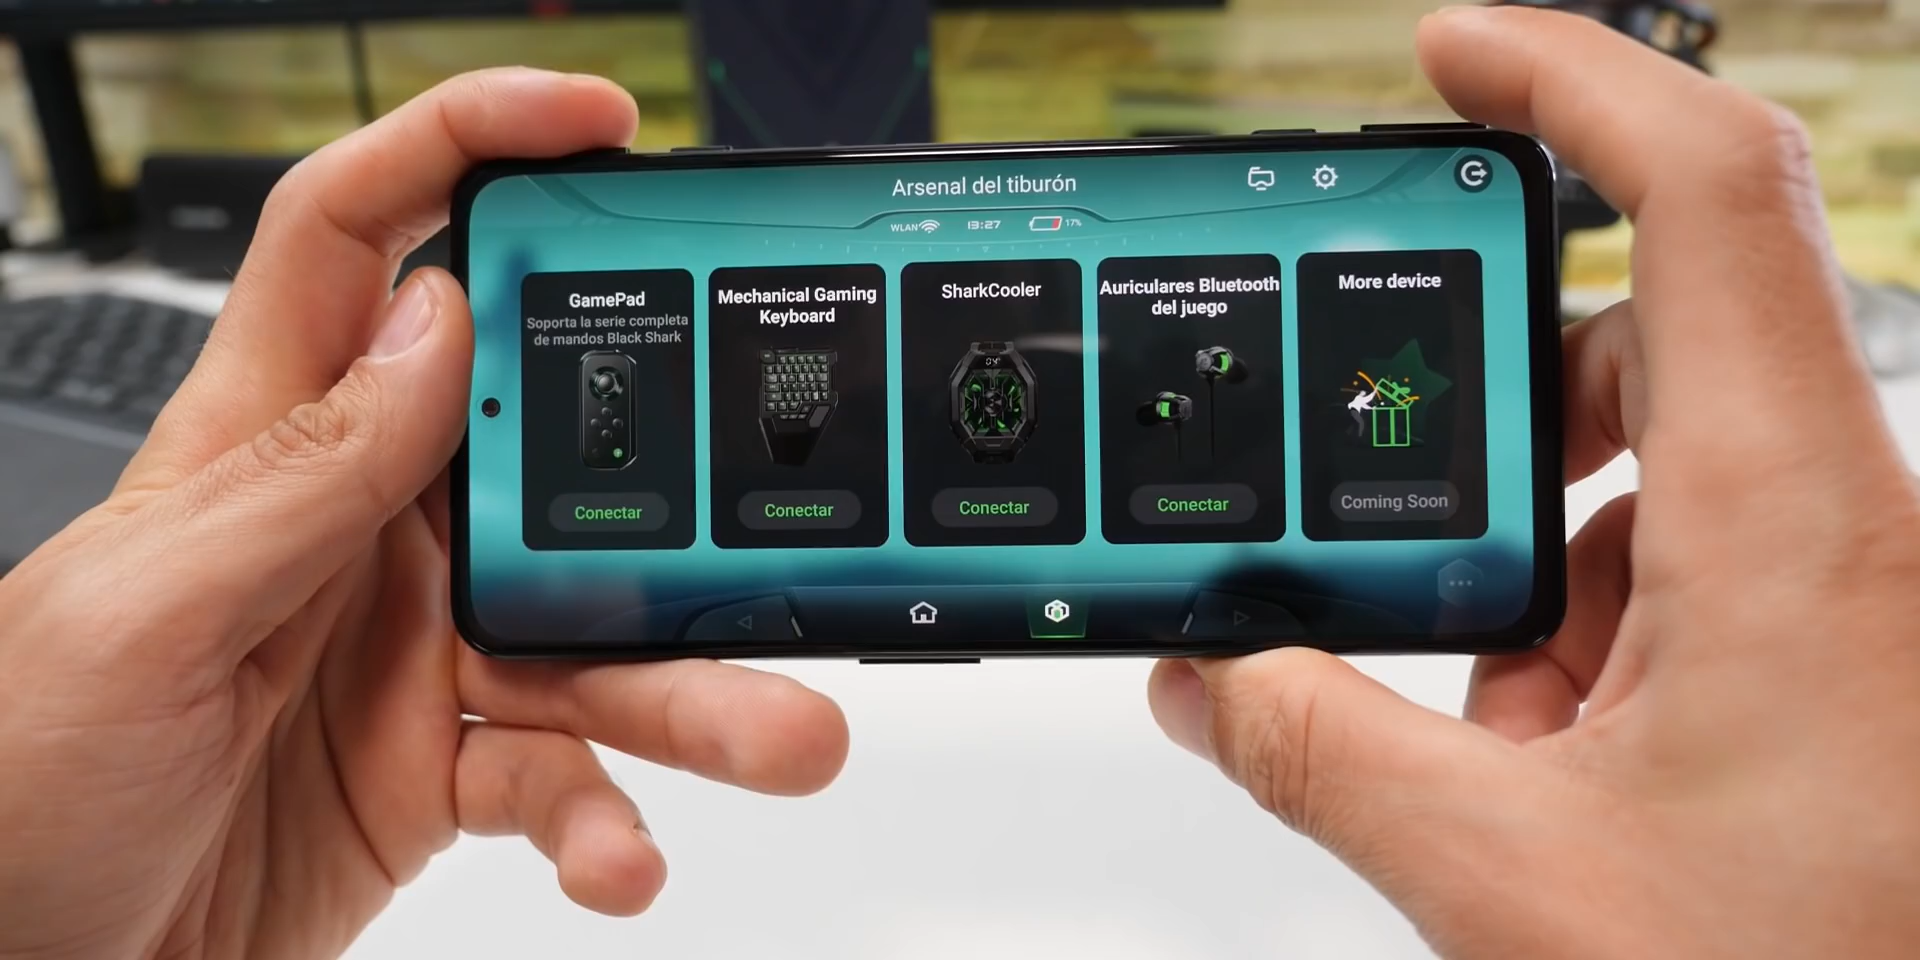 Arsenal del tiburón
WLAN 13:27 17%
GamePad
Soporta la serie completa
de mandos Black Shark
Conectar
Mechanical Gaming
Keyboard
Conectar
SharkCooler
04°
Conectar
Auriculares Bluetooth
del juego
Conectar
More device
Coming Soon